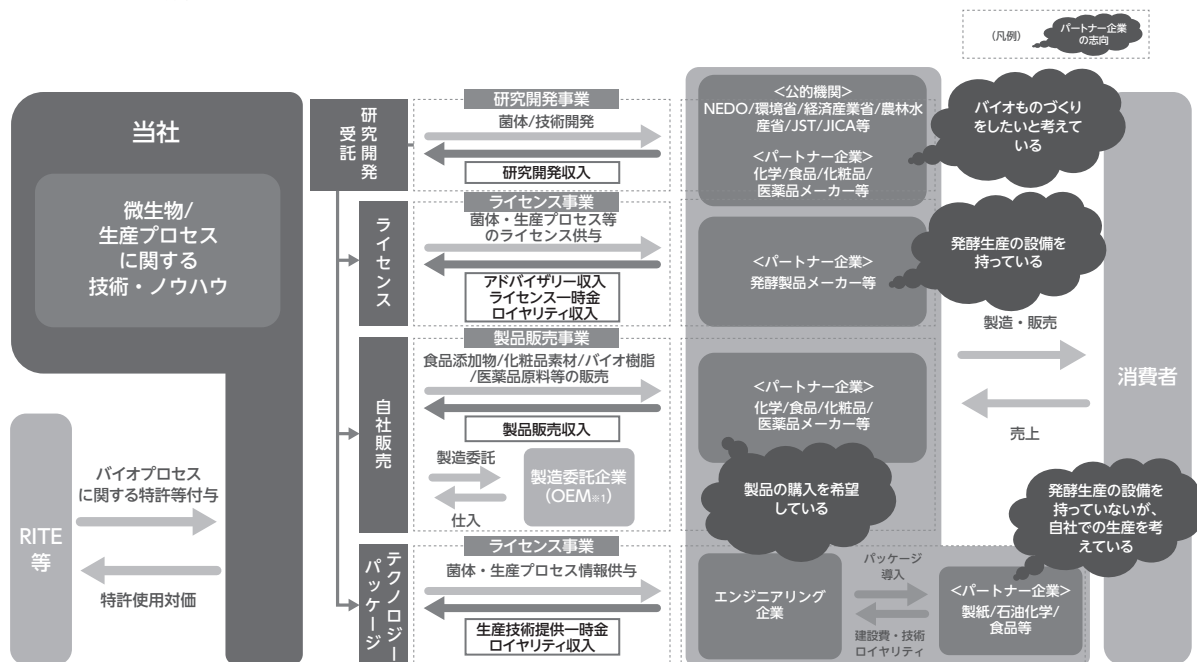 (凡例)
パートナー企業
の志向
当社
微生物/
生産プロセス
に関する
技術・ノウハウ
RITE
等
バイオプロセス
に関する特許等付与
特許使用対価
研究開発
受託
研究開発事業
菌体/技術開発
研究開発収入
<公的機関>
NEDO/環境省/経済産業省/農林水
産省/JST/JICA等
<パートナー企業>
化学/食品/化粧品/
医薬品メーカー等
バイオものづくり
をしたいと考えて
いる
ライセンス
ライセンス事業
菌体・生産プロセス等
のライセンス供与
アドバイザリー収入
ライセンス一時金
ロイヤリティ収入
<パートナー企業>
発酵製品メーカー等
発酵生産の設備を
持っている
自社販売
製品販売事業
食品添加物/化粧品素材/バイオ樹脂
/医薬品原料等の販売
製品販売収入
製造委託
仕入
製造委託企業
(OEM※1)
<パートナー企業>
化学/食品/化粧品/
医薬品メーカー等
製品の購入を希望
している
製造・販売
売上
消費者
テクノロジー
パッケージ
ライセンス事業
菌体・生産プロセス情報供与
生産技術提供一時金
ロイヤリティ収入
エンジニアリング
企業
パッケージ
導入
建設費・技術
ロイヤリティ
<パートナー企業>
製紙/石油化学/
食品等
発酵生産の設備を
持っていないが、
自社での生産を考
えている